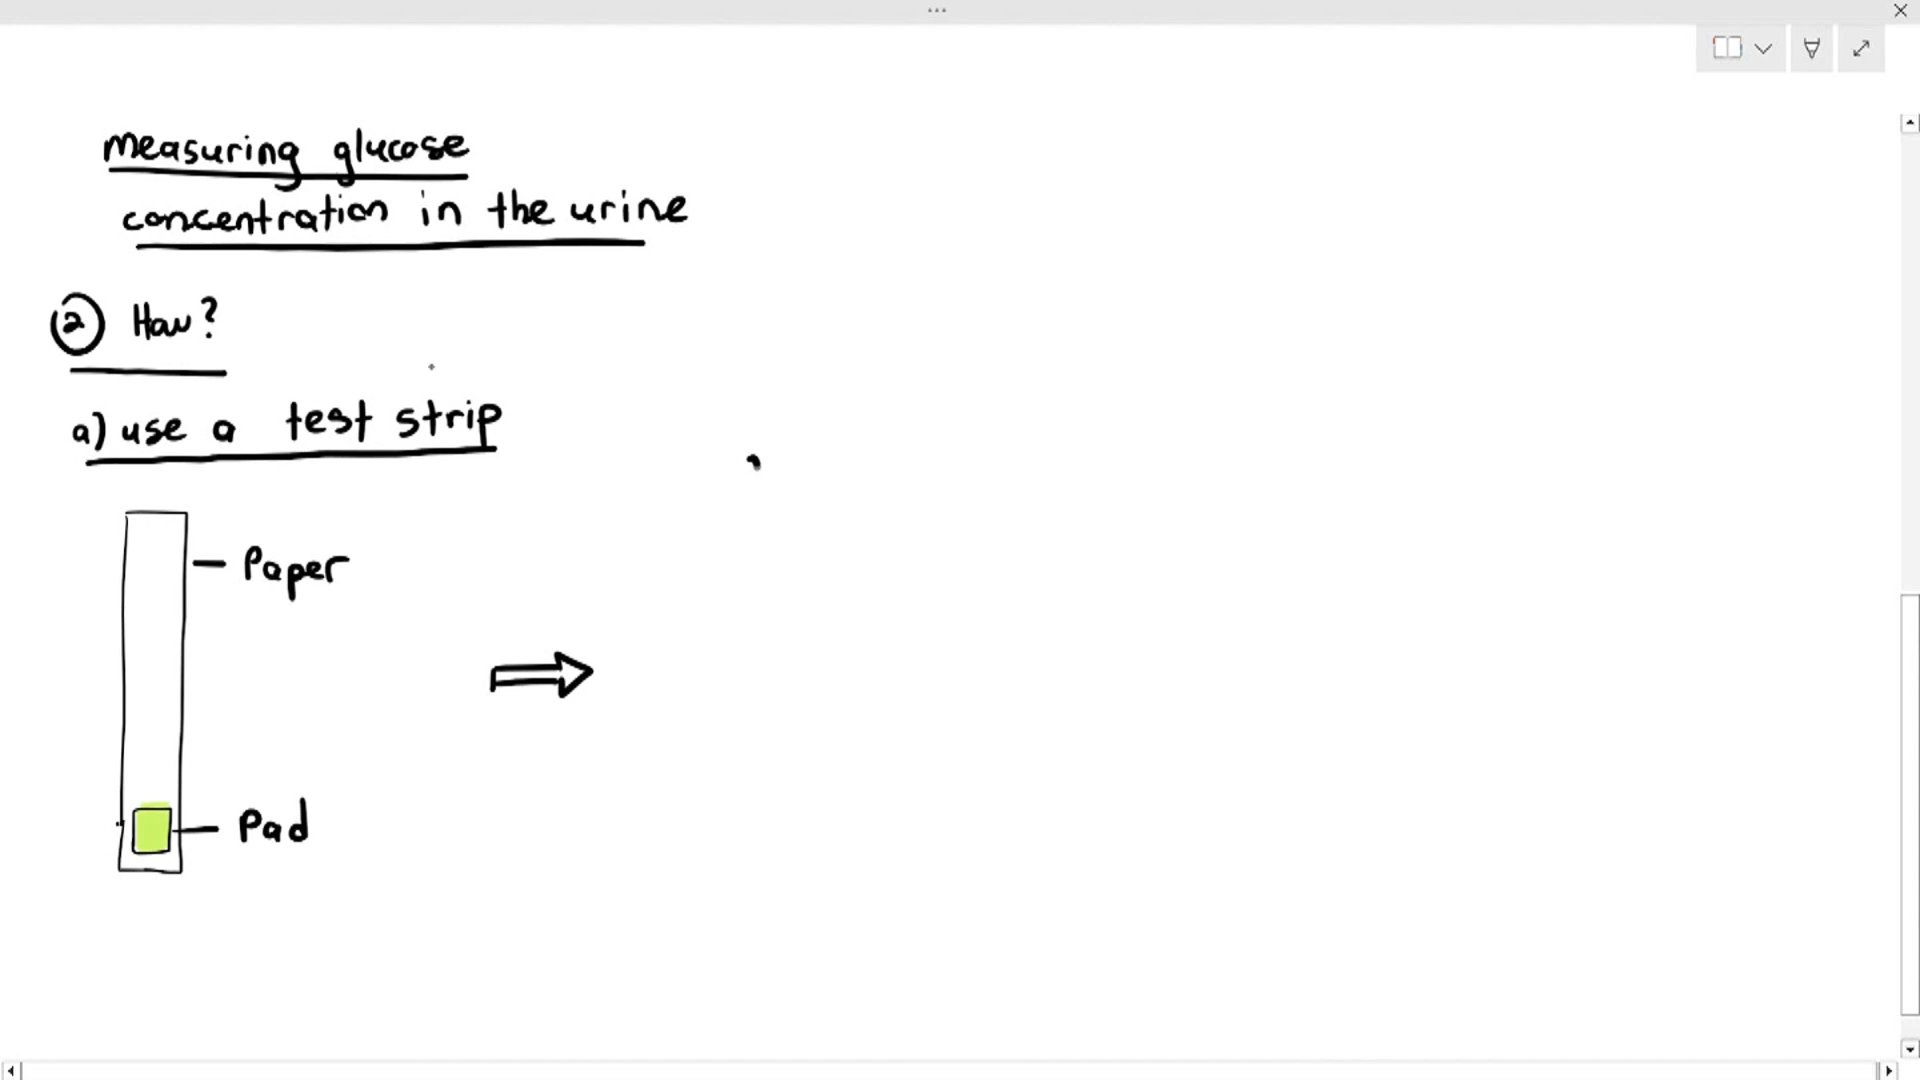 measuring glucose
concentration in the urine
② How?
a) use a test strip
Paper
Pad